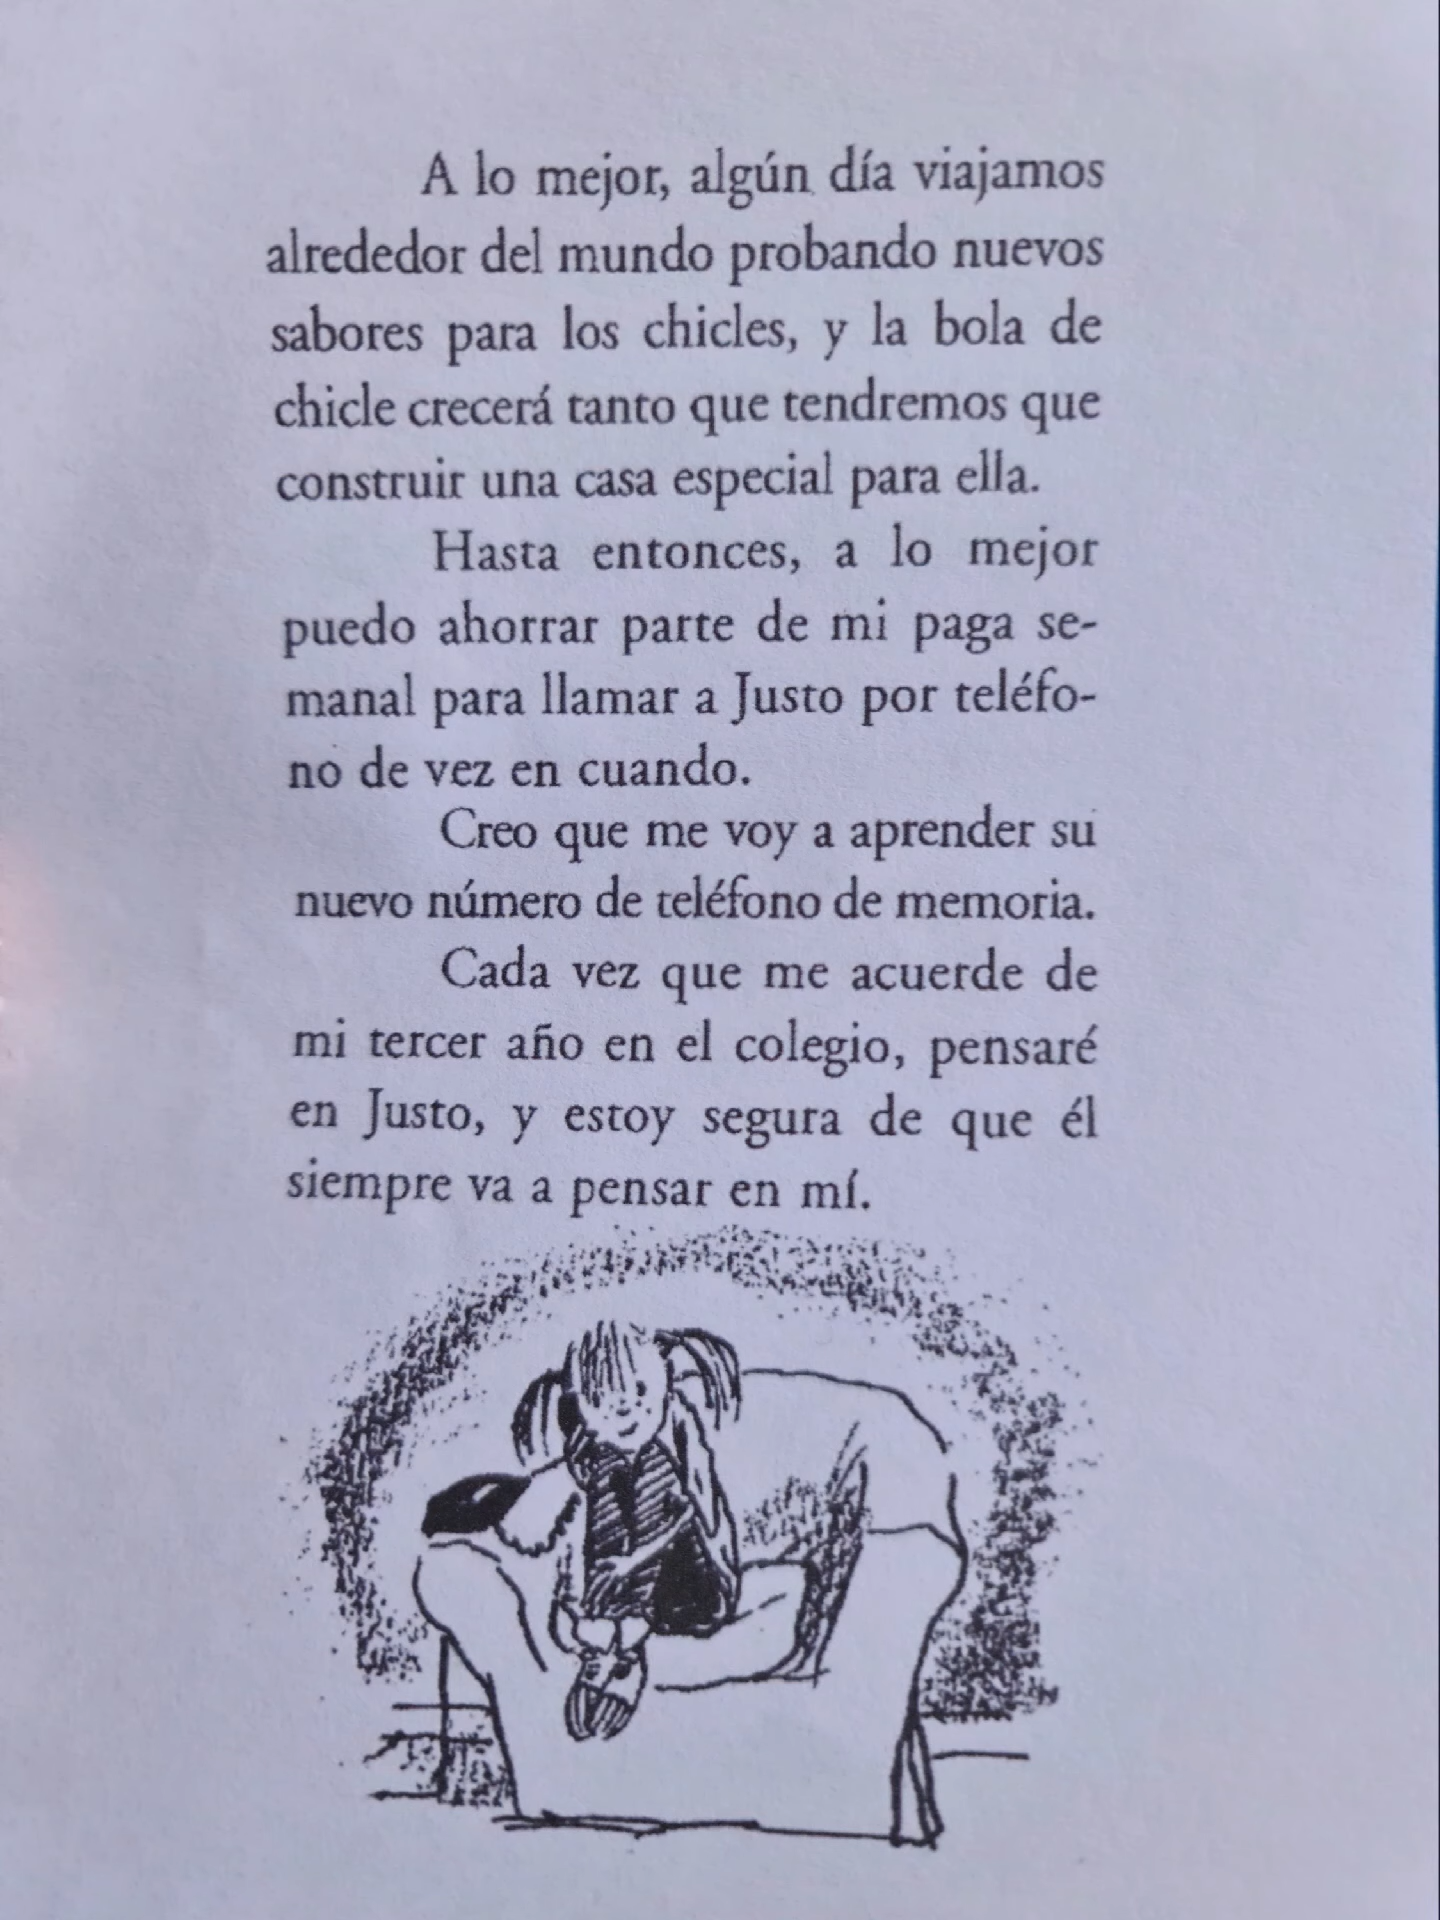 A lo mejor, algún día viajamos
alrededor del mundo probando nuevos
sabores para los chicles, y la bola de
chicle crecerá tanto que tendremos que
construir una casa especial para ella.
Hasta entonces, a lo mejor
puedo ahorrar parte de mi paga se-
manal para llamar a Justo por teléfo-
no de vez en cuando.
Creo que me voy a aprender su
nuevo número de teléfono de memoria.
Cada vez que me acuerde de
mi tercer año en el colegio, pensaré
en Justo, y estoy segura de que él
siempre va a pensar en mí.